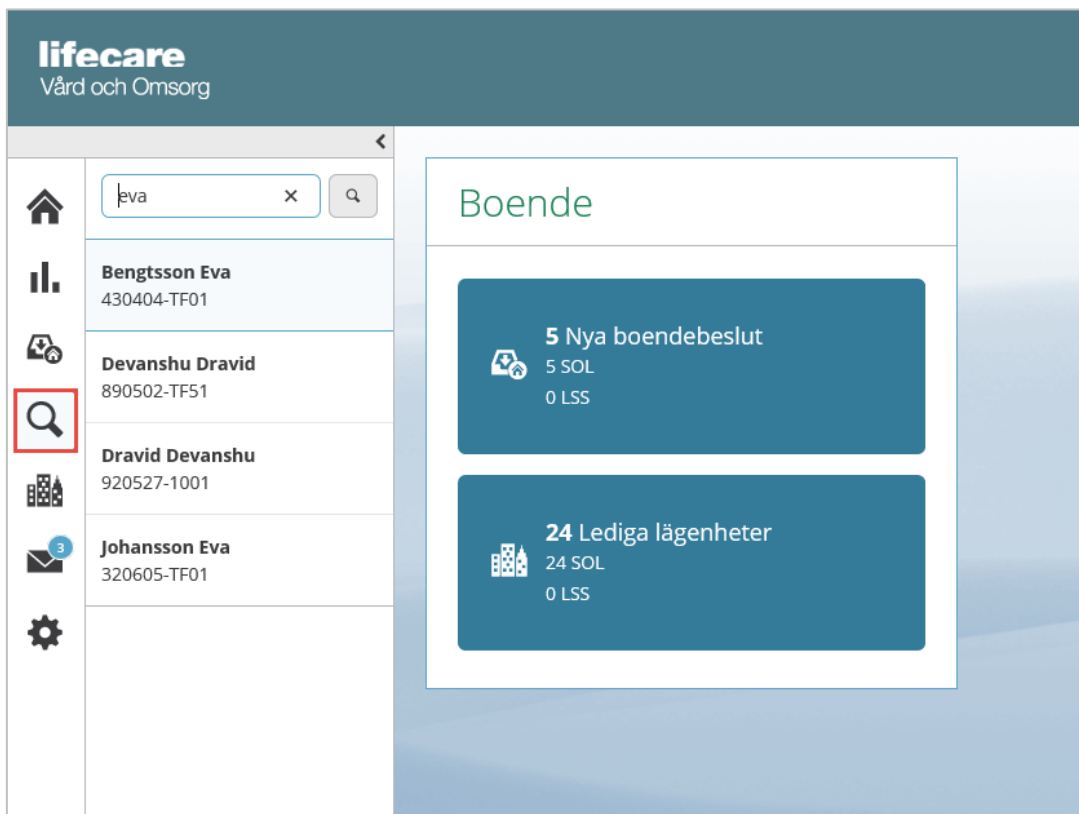 lifecare
Vård och Omsorg
eva
Bengtsson Eva
430404-TF01
Devanshu Dravid
890502-TF51
Dravid Devanshu
920527-1001
Johansson Eva
320605-TF01
3
Boende
5 Nya boendebeslut
5 SOL
0 LSS
24 Lediga lägenheter
24 SOL
0 LSS